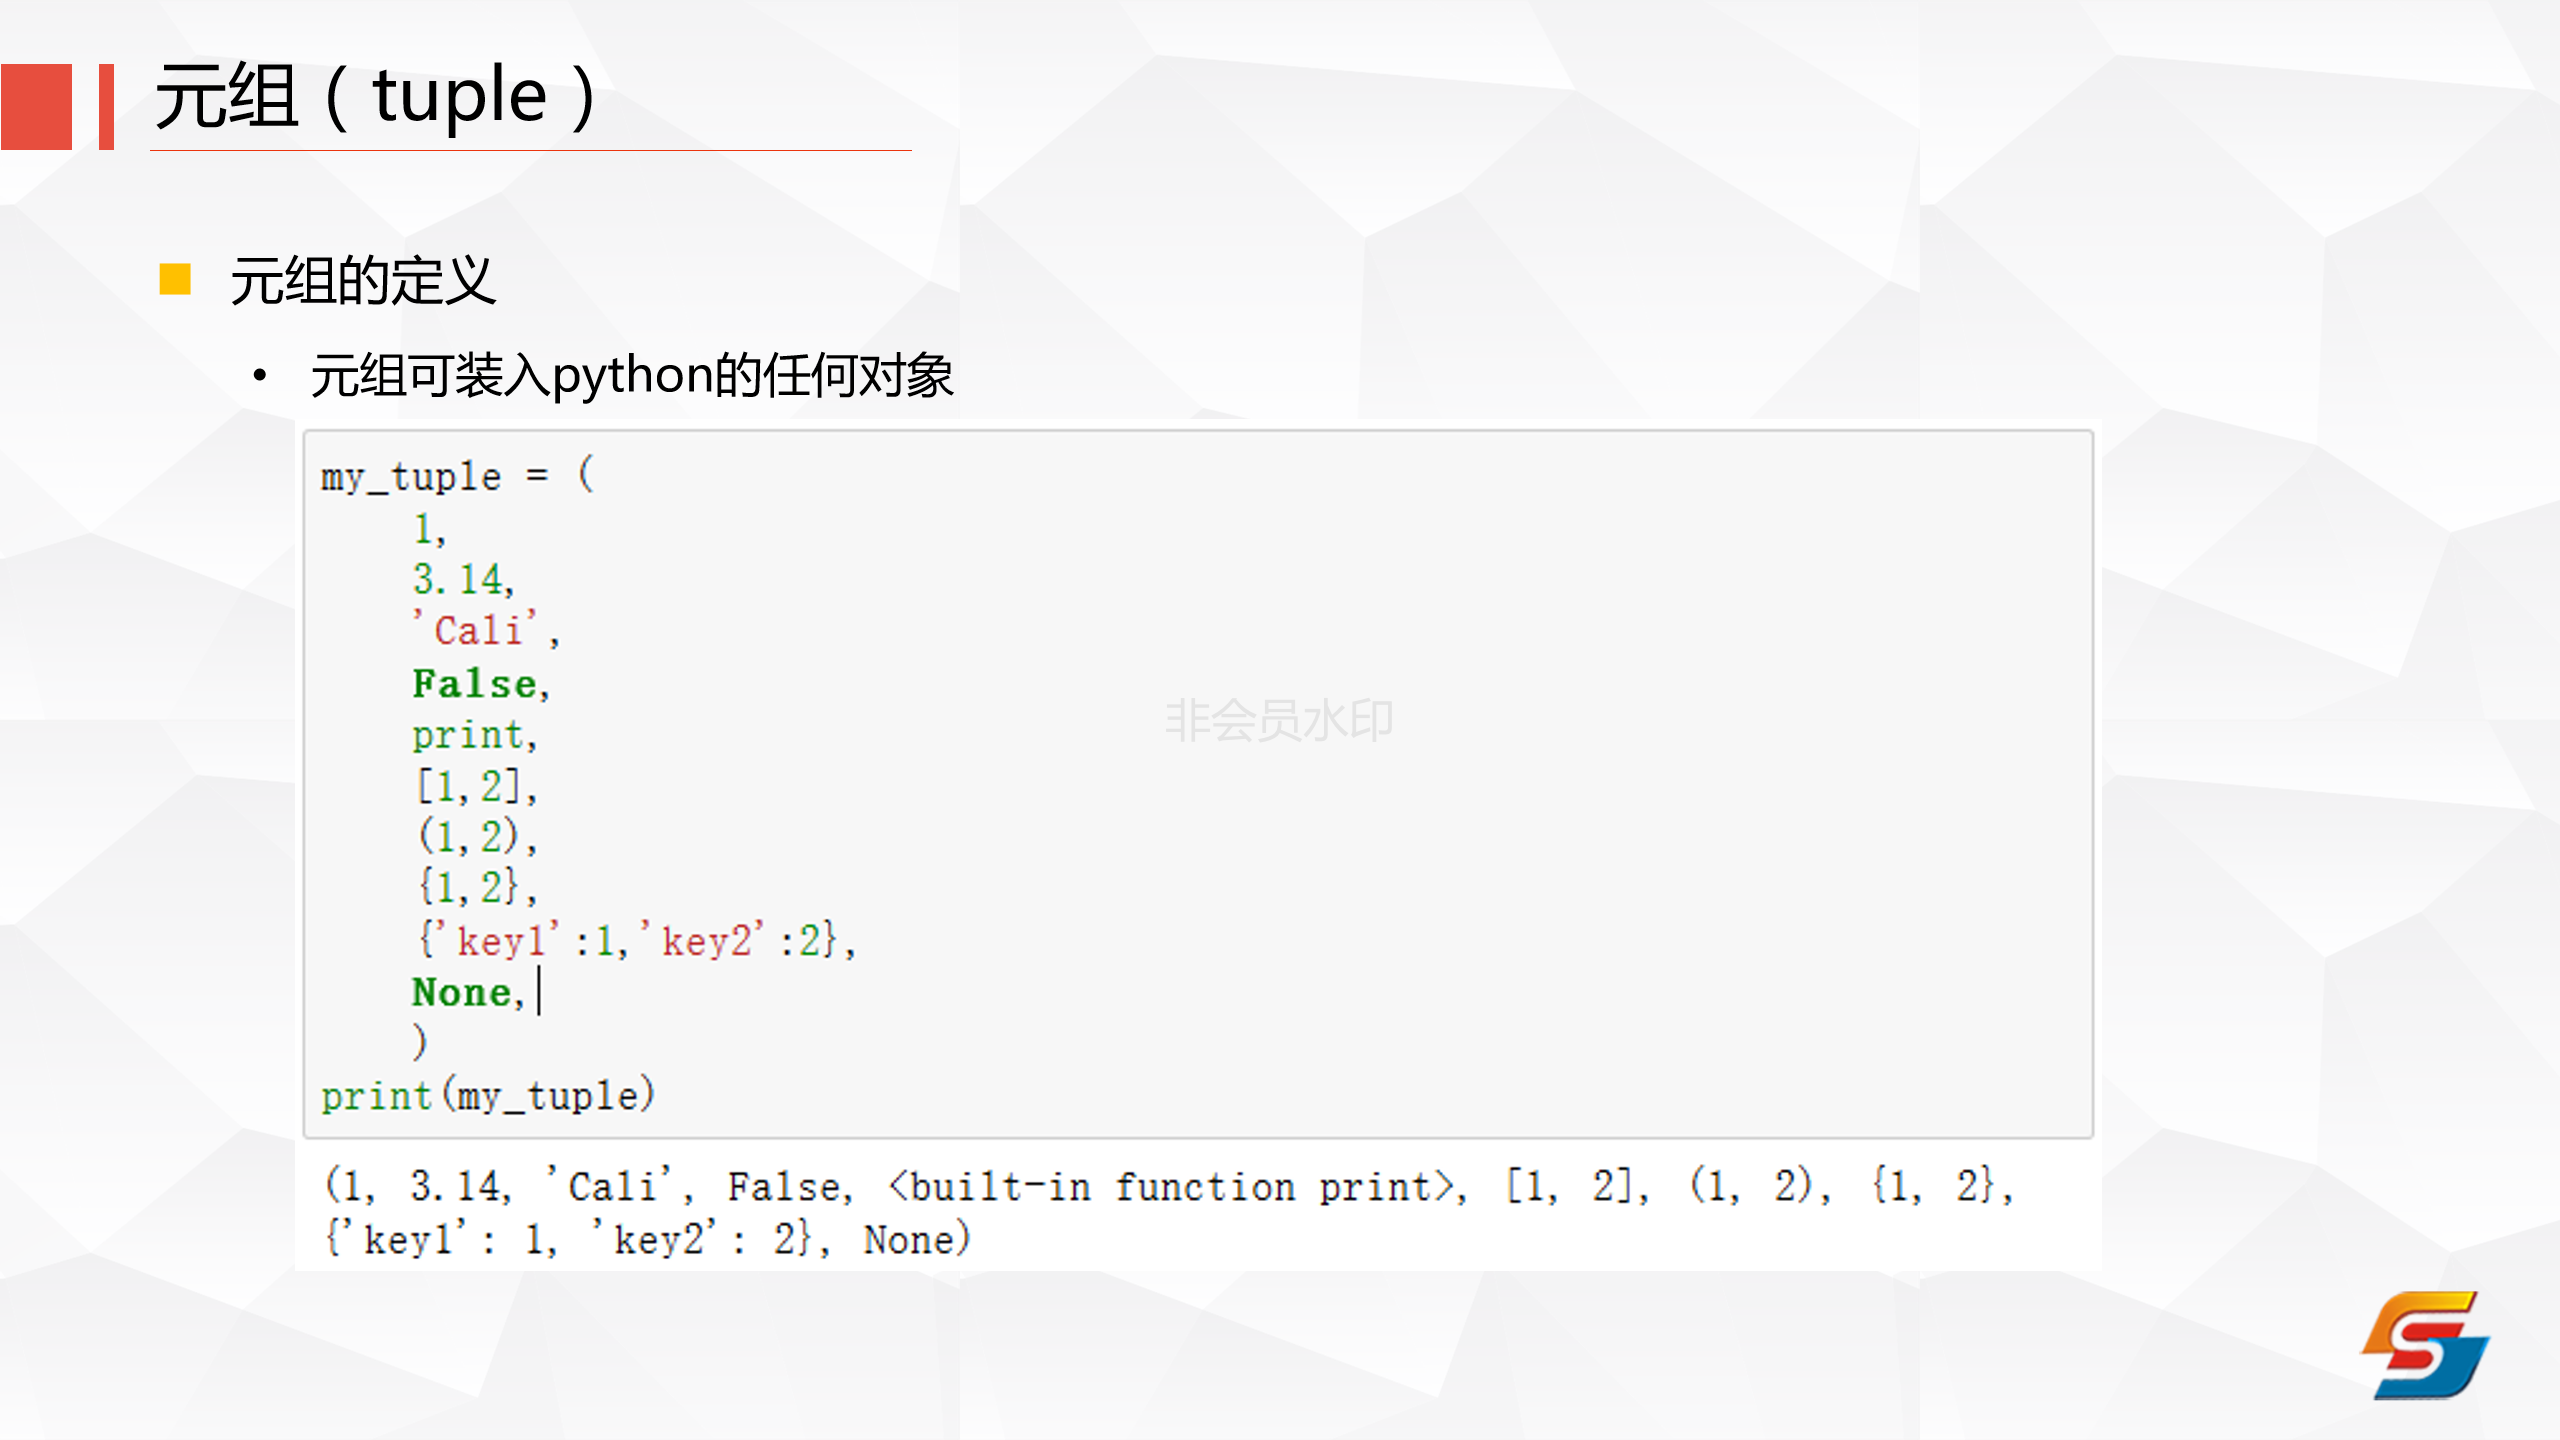 元组（tuple）
元组的定义
• 元组可装入python的任何对象
my_tuple = (
    1,
    3.14,
    'Cali',
    False,
    print,
    [1,2],
    (1,2),
    {1,2},
    {'key1':1,'key2':2},
    None,
    )
print(my_tuple)
非会员水印
(1, 3.14, 'Cali', False, <built-in function print>, [1, 2], (1, 2), {1, 2},
{'key1': 1, 'key2': 2}, None)